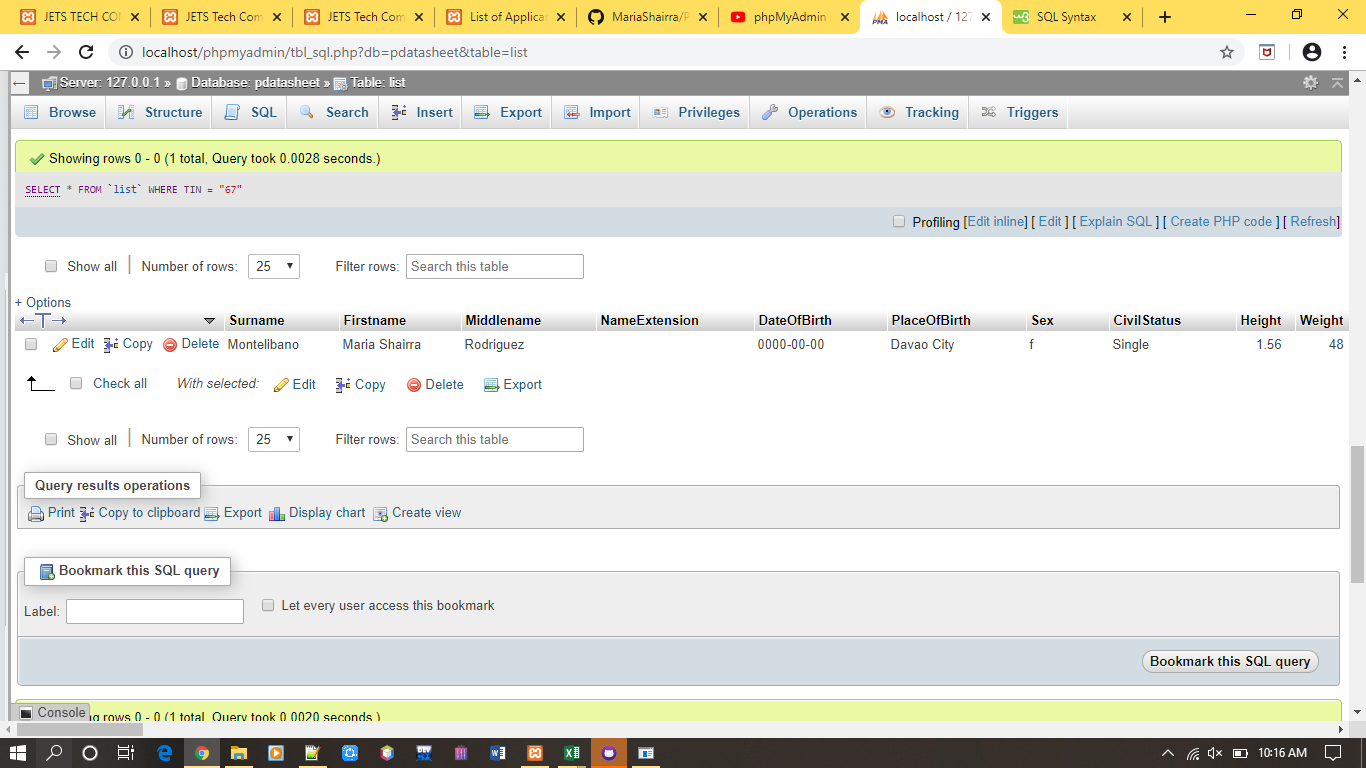 JETS TECH CO JETS Tech Com JETS Tech Com List of Applica MariaShairra/P phpMyAdmin localhost / 127 SQL Syntax
localhost/phpmyadmin/tbl_sql.php?db=pdatasheet&table=list
Server: 127.0.0.1 » Database: pdatasheet » Table: list
Browse Structure SQL Search Insert Export Import Privileges Operations Tracking Triggers
Showing rows 0 - 0 (1 total, Query took 0.0028 seconds.)
SELECT * FROM `list` WHERE TIN = "67"
Profiling [Edit inline] [ Edit ] [ Explain SQL ] [ Create PHP code ] [ Refresh]
Show all Number of rows: 25 Filter rows: Search this table
+ Options
Surname Firstname Middlename NameExtension DateOfBirth PlaceOfBirth Sex CivilStatus Height Weight
Edit Copy Delete Montelibano Maria Shairra Rodriguez 0000-00-00 Davao City f Single 1.56 48
Check all With selected: Edit Copy Delete Export
Show all Number of rows: 25 Filter rows: Search this table
Query results operations
Print Copy to clipboard Export Display chart Create view
Bookmark this SQL query
Label: Let every user access this bookmark
Bookmark this SQL query
Console ng rows 0 - 0 (1 total, Query took 0.0020 seconds.)
10:16 AM